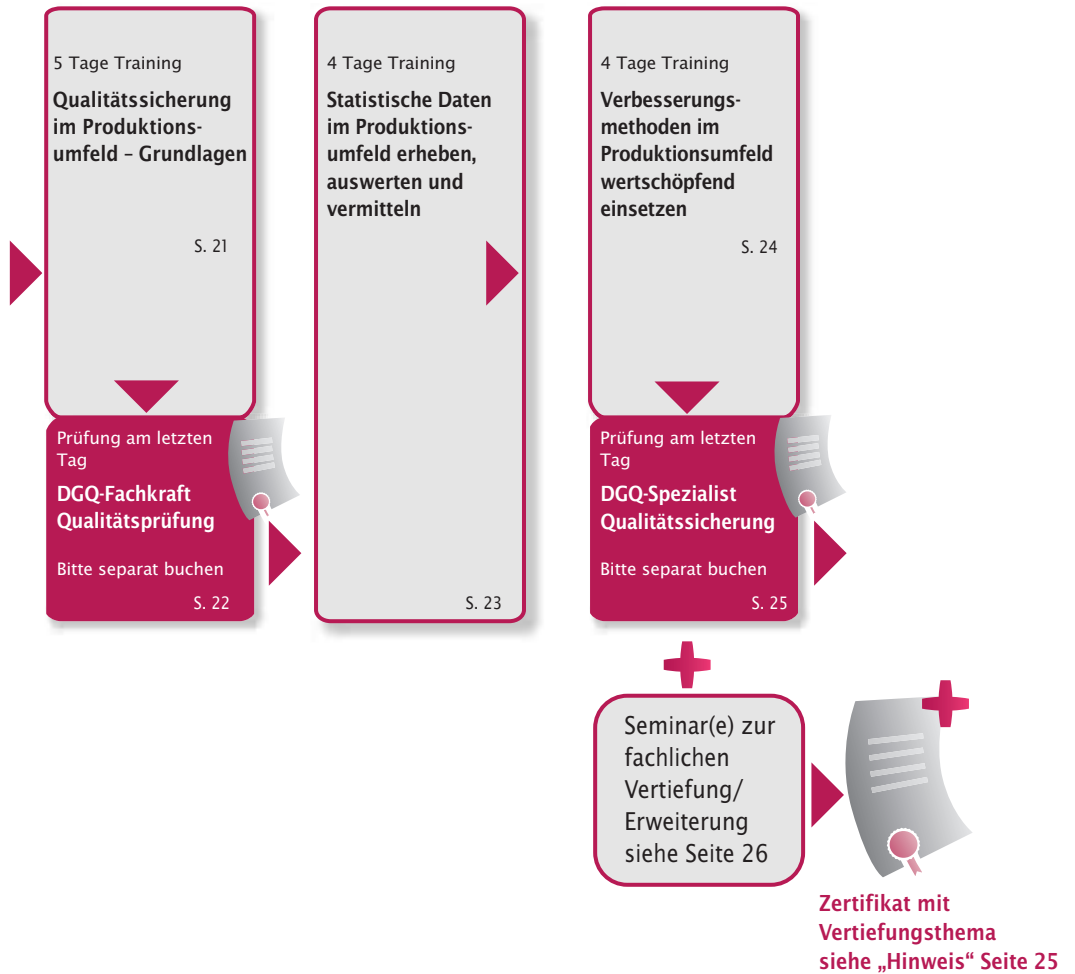 5 Tage Training
Qualitätssicherung
im Produktions-
umfeld – Grundlagen
S. 21
Prüfung am letzten
Tag
DGQ-Fachkraft
Qualitätsprüfung
Bitte separat buchen
S. 22
4 Tage Training
Statistische Daten
im Produktions-
umfeld erheben,
auswerten und
vermitteln
S. 23
4 Tage Training
Verbesserungs-
methoden im
Produktionsumfeld
wertschöpfend
einsetzen
S. 24
Prüfung am letzten
Tag
DGQ-Spezialist
Qualitätssicherung
Bitte separat buchen
S. 25
Seminar(e) zur
fachlichen
Vertiefung/
Erweiterung
siehe Seite 26
Zertifikat mit
Vertiefungsthema
siehe „Hinweis“ Seite 25